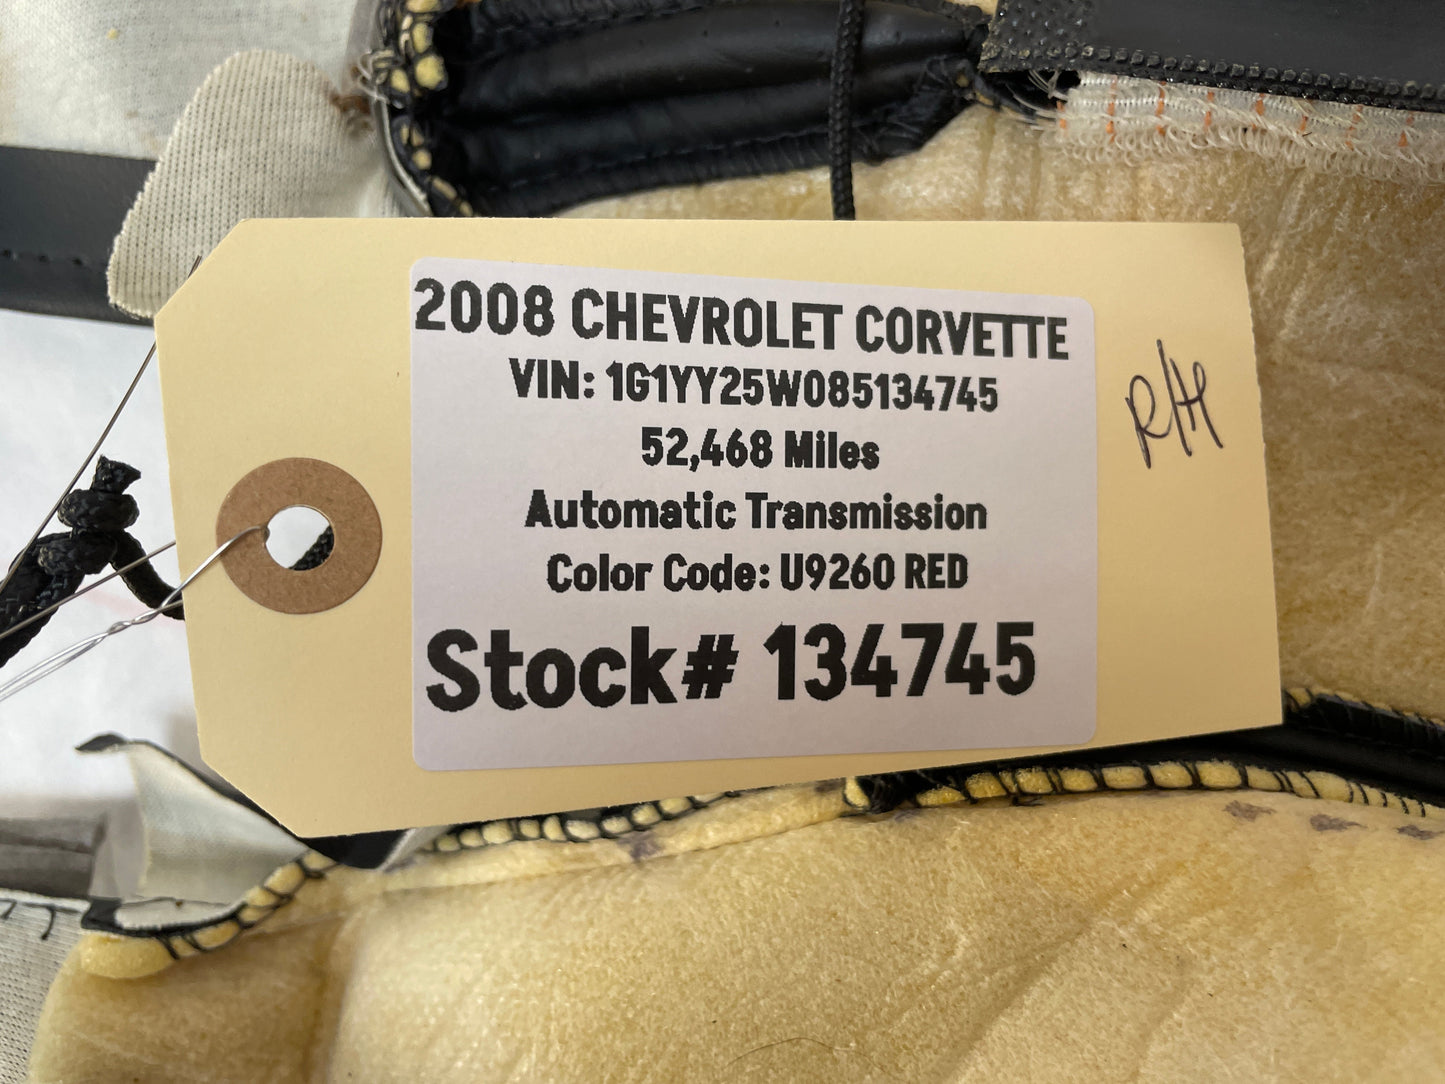 2008 CHEVROLET CORVETTE
VIN: 1G1YY25W085134745
52,468 Miles
Automatic Transmission
Color Code: U9260 RED
Stock# 134745
R/H